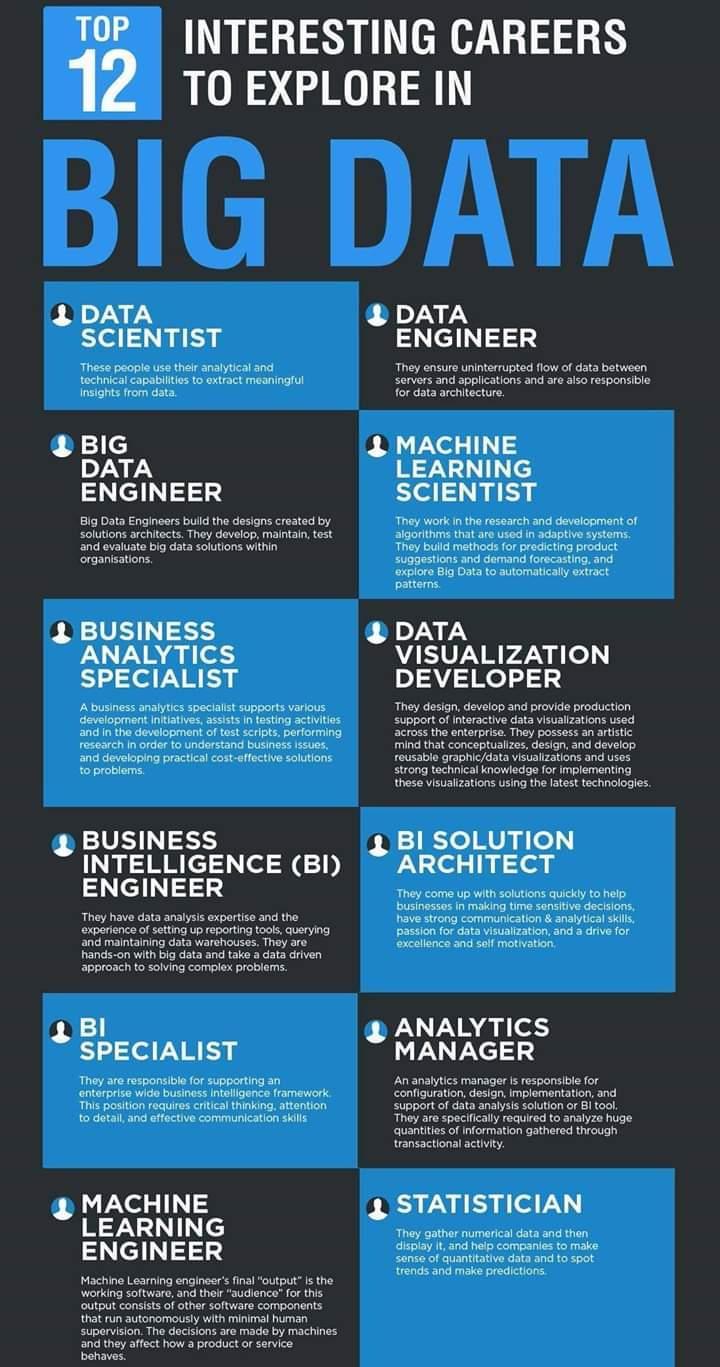 TOP
12
INTERESTING CAREERS
TO EXPLORE IN
BIG DATA
DATA
SCIENTIST
These people use their analytical and
technical capabilities to extract meaningful
insights from data.
DATA
ENGINEER
They ensure uninterrupted flow of data between
servers and applications and are also responsible
for data architecture.
BIG
DATA
ENGINEER
Big Data Engineers build the designs created by
solutions architects. They develop, maintain, test
and evaluate big data solutions within
organisations.
MACHINE
LEARNING
SCIENTIST
They work in the research and development of
algorithms that are used in adaptive systems.
They build methods for predicting product
suggestions and demand forecasting, and
explore Big Data to automatically extract
patterns.
BUSINESS
ANALYTICS
SPECIALIST
A business analytics specialist supports various
development initiatives, assists in testing activities
and in the development of test scripts, performing
research in order to understand business issues,
and developing practical cost-effective solutions
to problems.
DATA
VISUALIZATION
DEVELOPER
They design, develop and provide production
support of interactive data visualizations used
across the enterprise. They possess an artistic
mind that conceptualizes, design, and develop
reusable graphic/data visualizations and uses
strong technical knowledge for implementing
these visualizations using the latest technologies.
BUSINESS
INTELLIGENCE (BI)
ENGINEER
They have data analysis expertise and the
experience of setting up reporting tools, querying
and maintaining data warehouses. They are
hands-on with big data and take a data driven
approach to solving complex problems.
BI SOLUTION
ARCHITECT
They come up with solutions quickly to help
businesses in making time sensitive decisions,
have strong communication & analytical skills,
passion for data visualization, and a drive for
excellence and self motivation.
BI
SPECIALIST
They are responsible for supporting an
enterprise wide business intelligence framework.
This position requires critical thinking, attention
to detail, and effective communication skills
ANALYTICS
MANAGER
An analytics manager is responsible for
configuration, design, implementation, and
support of data analysis solution or BI tool.
They are specifically required to analyze huge
quantities of information gathered through
transactional activity.
MACHINE
LEARNING
ENGINEER
Machine Learning engineer's final "output" is the
working software, and their "audience" for this
output consists of other software components
that run autonomously with minimal human
supervision. The decisions are made by machines
and they affect how a product or service
behaves.
STATISTICIAN
They gather numerical data and then
display it, and help companies to make
sense of quantitative data and to spot
trends and make predictions.